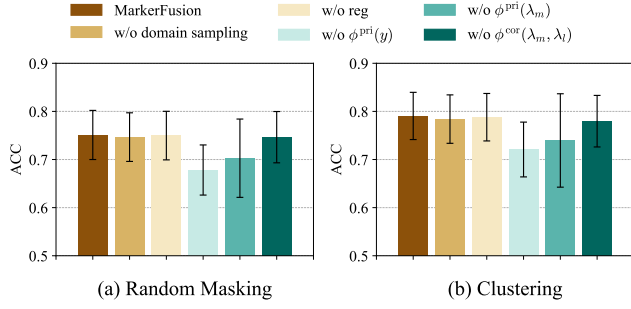 MarkerFusion w/o reg w/o ϕ^pri(λ_m)
w/o domain sampling w/o ϕ^pri(y) w/o ϕ^cor(λ_m, λ_l)
0.9
0.8
0.7
0.6
0.5
ACC
(a) Random Masking
0.9
0.8
0.7
0.6
0.5
ACC
(b) Clustering